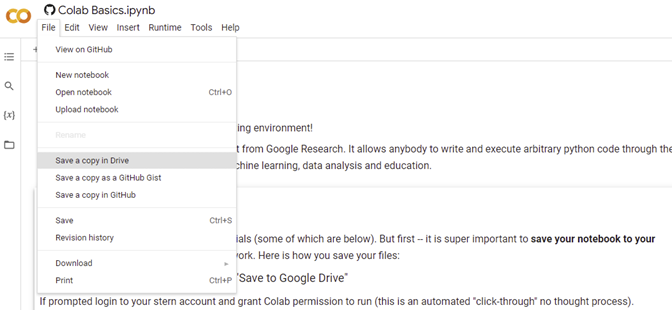 Colab Basics.ipynb
File Edit View Insert Runtime Tools Help
View on GitHub
New notebook
Open notebook Ctrl+O
Upload notebook
Rename
Save a copy in Drive
Save a copy as a GitHub Gist
Save a copy in GitHub
Save Ctrl+S
Revision history
Download
Print Ctrl+P
{x}
ing environment!
t from Google Research. It allows anybody to write and execute arbitrary python code through the
chine learning, data analysis and education.
ials (some of which are below). But first -- it is super important to save your notebook to your
ork. Here is how you save your files:
"Save to Google Drive"
If prompted login to your stern account and grant Colab permission to run (this is an automated "click-through" no thought process).